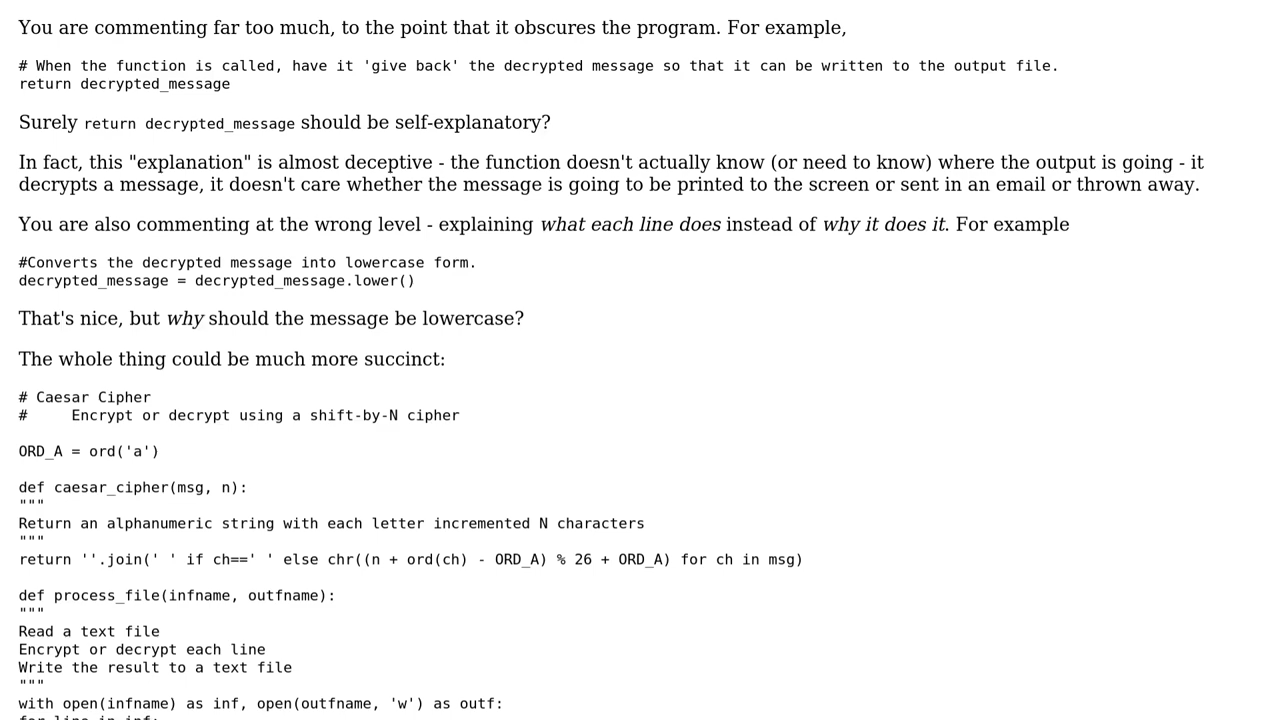 You are commenting far too much, to the point that it obscures the program. For example,
# When the function is called, have it 'give back' the decrypted message so that it can be written to the output file.
return decrypted_message
Surely return decrypted_message should be self-explanatory?
In fact, this "explanation" is almost deceptive - the function doesn't actually know (or need to know) where the output is going - it
decrypts a message, it doesn't care whether the message is going to be printed to the screen or sent in an email or thrown away.
You are also commenting at the wrong level - explaining what each line does instead of why it does it. For example
#Converts the decrypted message into lowercase form.
decrypted_message = decrypted_message.lower()
That's nice, but why should the message be lowercase?
The whole thing could be much more succinct:
# Caesar Cipher
#     Encrypt or decrypt using a shift-by-N cipher
ORD_A = ord('a')
def caesar_cipher(msg, n):
"""
Return an alphanumeric string with each letter incremented N characters
"""
return ''.join(' ' if ch==' ' else chr((n + ord(ch) - ORD_A) % 26 + ORD_A) for ch in msg)
def process_file(infname, outfname):
"""
Read a text file
Encrypt or decrypt each line
Write the result to a text file
"""
with open(infname) as inf, open(outfname, 'w') as outf:
for line in inf: